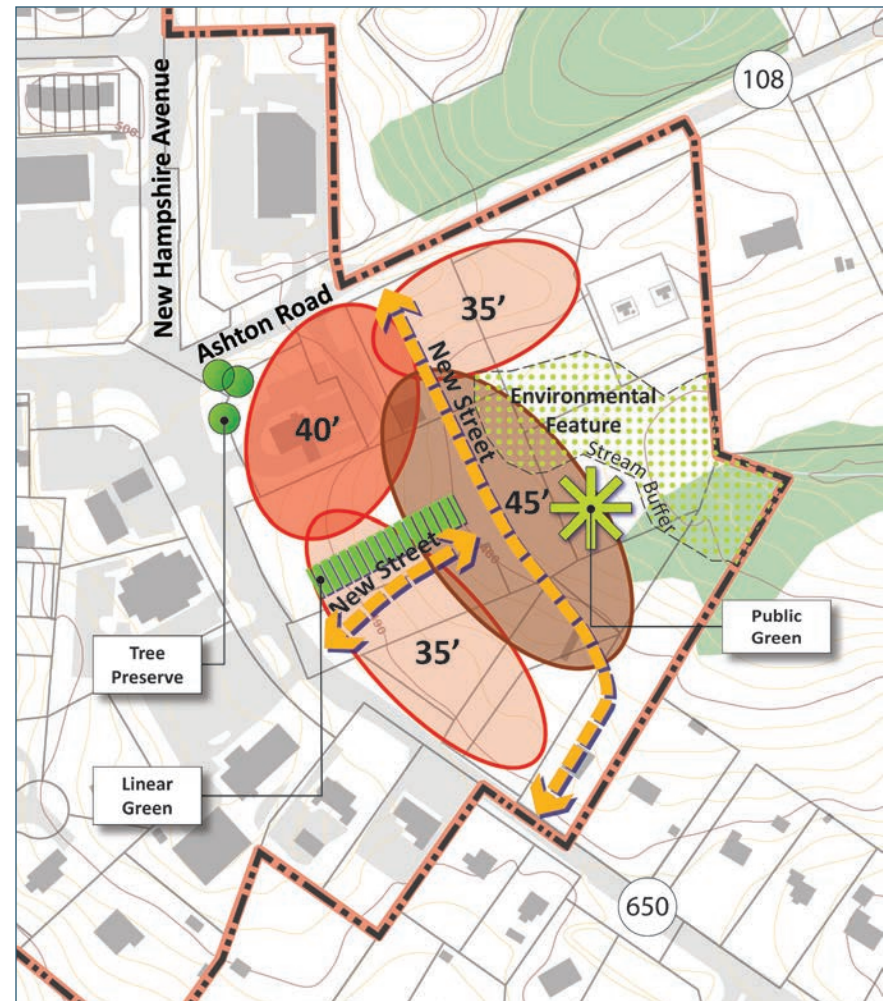 108
New Hampshire Avenue
Ashton Road
35'
New Street
Environmental
Feature
40'
Stream Buffer
45'
New Street
Public
Green
35'
Tree
Preserve
Linear
Green
650